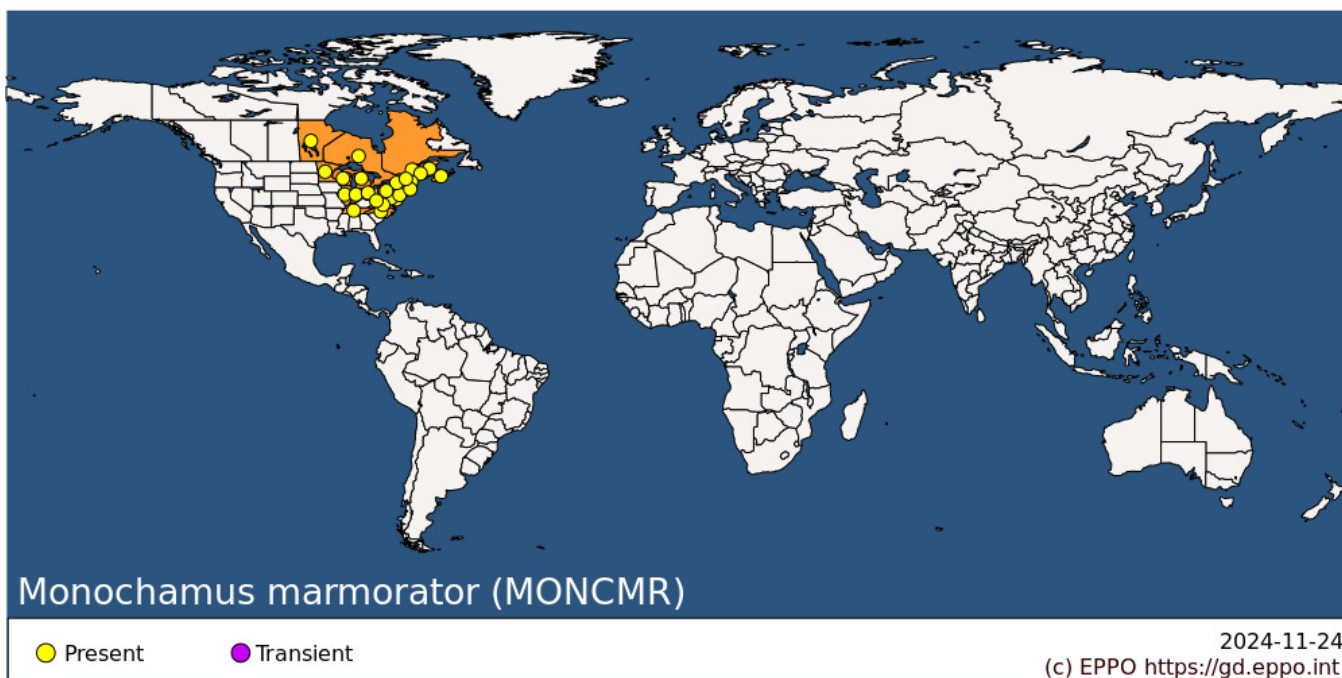 Monochamus marmorator (MONCMR)
Present
Transient
2024-11-24
(c) EPPO https://gd.eppo.int